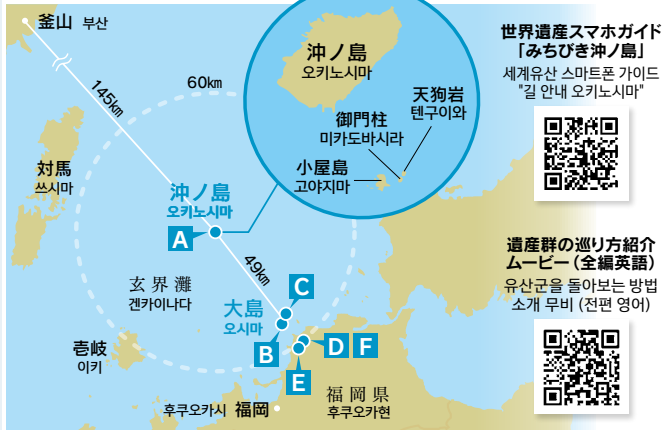 釜山 부산
145km
60km
対馬
쓰시마
沖ノ島
오키노시마
A
49km
玄界灘
겐카이나다
大島
오시마
C
B
D F
E
壱岐
이키
후쿠오카시 福岡
福岡県
후쿠오카현
沖ノ島
오키노시마
天狗岩
텐구이와
御門柱
미카도바시라
小屋島
고야지마
世界遺産スマホガイド
「みちびき沖ノ島」
세계유산 스마트폰 가이드
"길 안내 오키노시마"
遺産群の巡り方紹介
ムービー（全編英語）
유산군을 돌아보는 방법
소개 무비 (전편 영어)